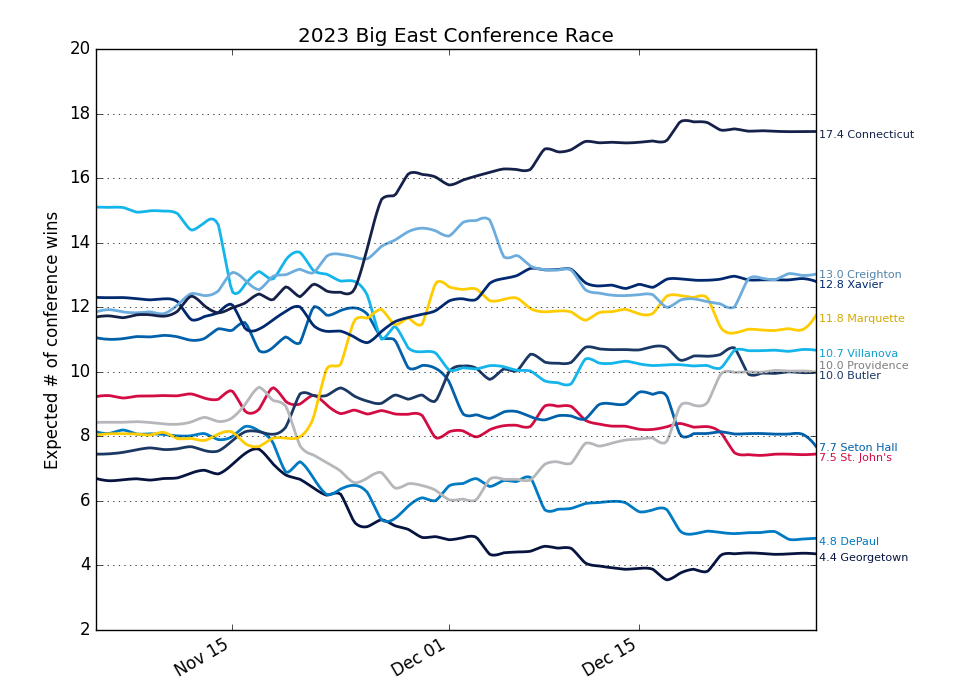 2023 Big East Conference Race
Expected # of conference wins
20
18
16
14
12
10
8
6
4
2
Nov 15
Dec 01
Dec 15
17.4 Connecticut
13.0 Creighton
12.8 Xavier
11.8 Marquette
10.7 Villanova
10.0 Providence
10.0 Butler
7.7 Seton Hall
7.5 St. John's
4.8 DePaul
4.4 Georgetown